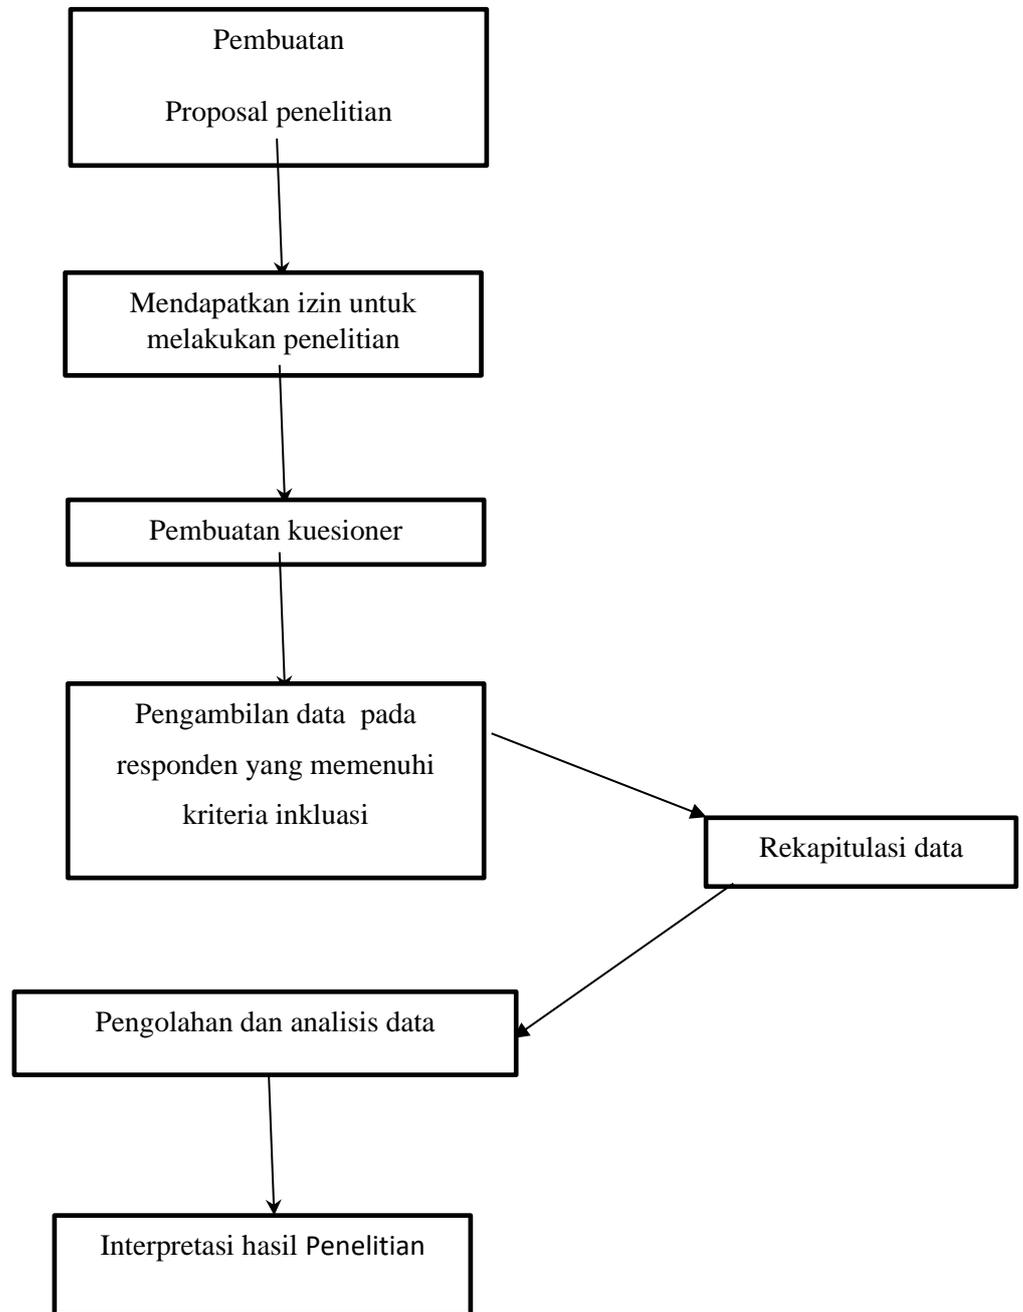 Pembuatan
Proposal penelitian
Mendapatkan izin untuk
melakukan penelitian
Pembuatan kuesioner
Pengambilan data  pada
responden yang memenuhi
kriteria inkluasi
Rekapitulasi data
Pengolahan dan analisis data
Interpretasi hasil Penelitian